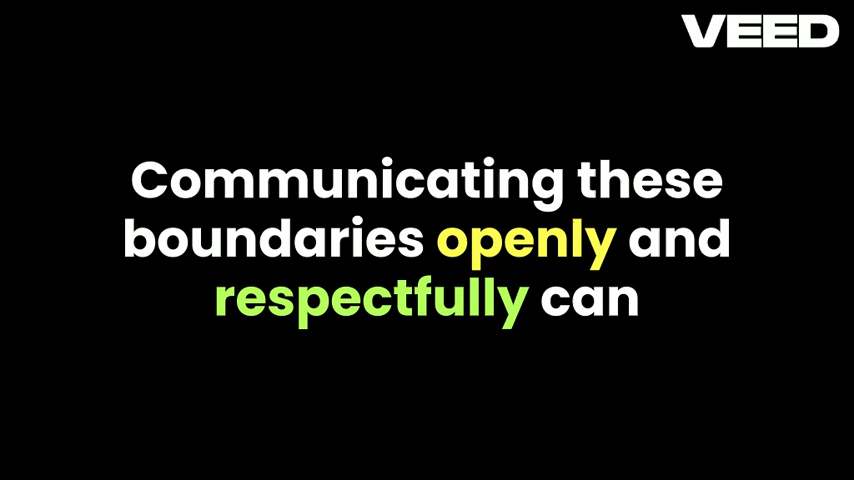 VEED
Communicating these
boundaries openly and
respectfully can